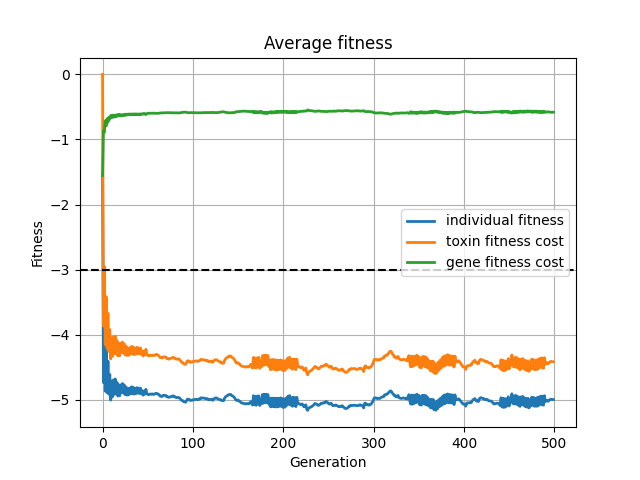 Average fitness
Fitness
0
−1
−2
−3
−4
−5
individual fitness
toxin fitness cost
gene fitness cost
0
100
200
300
400
500
Generation